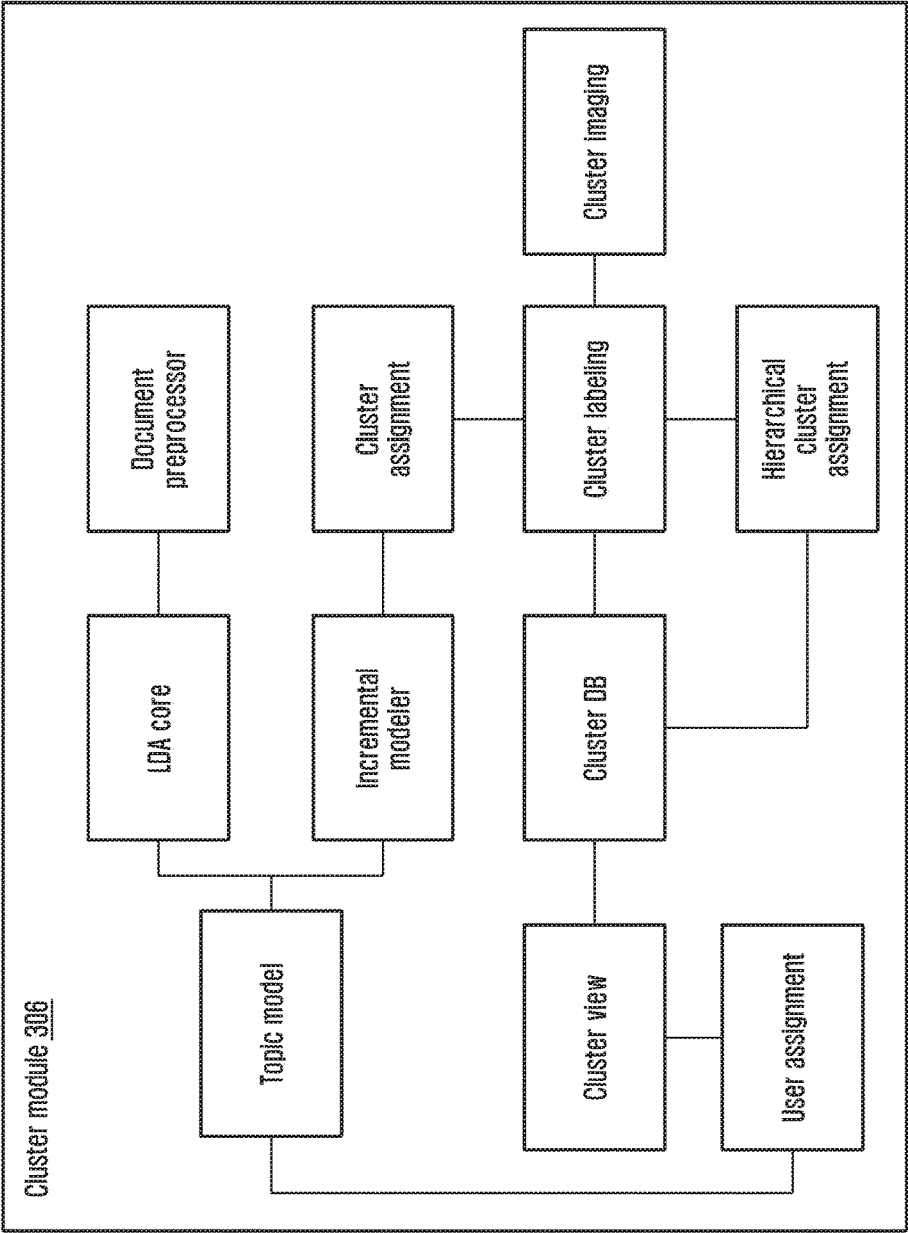 Cluster module 306
Topic model
LDA core
Document
preprocessor
Incremental
modeler
Cluster
assignment
Cluster view
Cluster DB
Cluster labeling
Cluster imaging
User assignment
Hierarchical
cluster
assignment